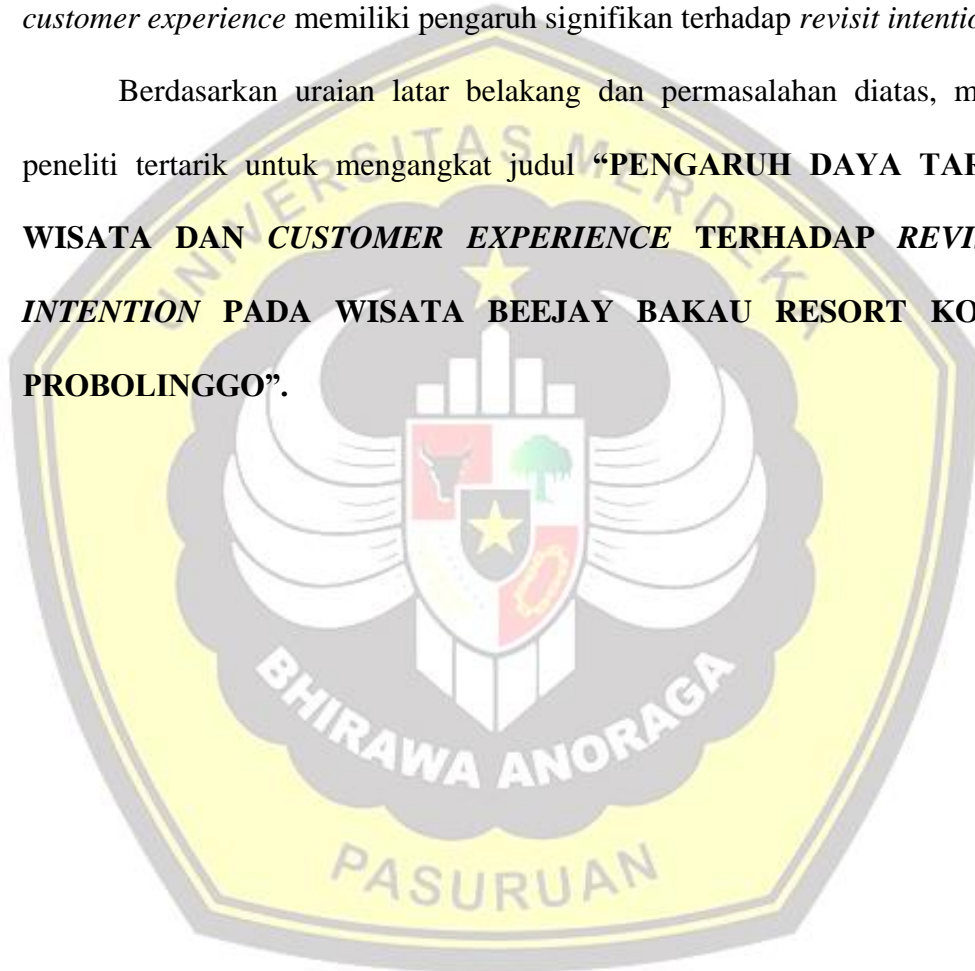 customer experience memiliki pengaruh signifikan terhadap revisit intentio
Berdasarkan uraian latar belakang dan permasalahan diatas, m
peneliti tertarik untuk mengangkat judul “PENGARUH DAYA TAR
WISATA DAN CUSTOMER EXPERIENCE TERHADAP REVI
INTENTION PADA WISATA BEEJAY BAKAU RESORT KO
PROBOLINGGO”.
UNIVERSITAS MERDEKA
BHIRAWA ANORAGA
PASURUAN